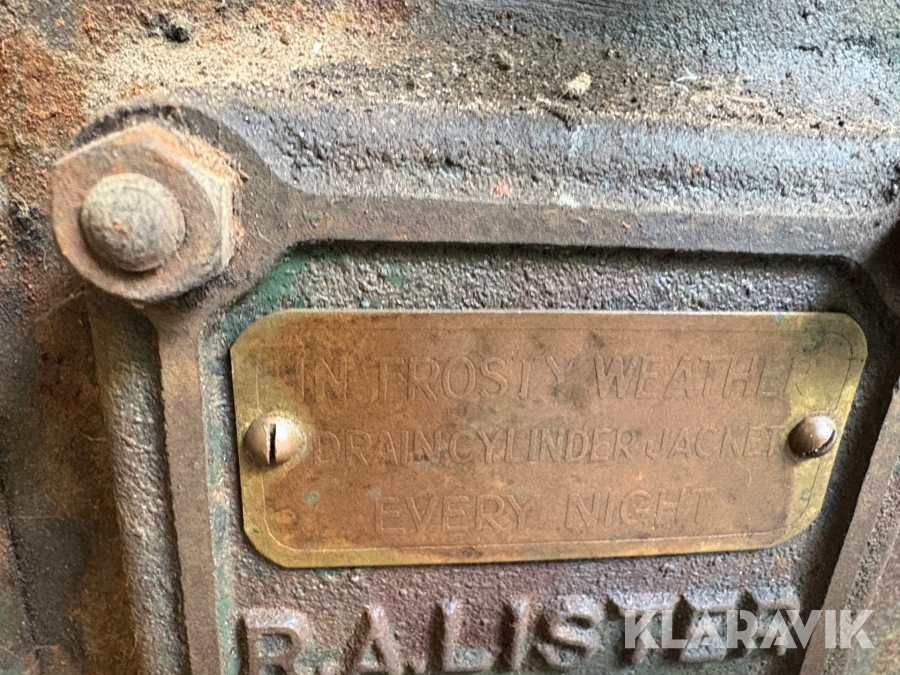 IN FROSTY WEATHER
DRAIN CYLINDER JACKET
EVERY NIGHT
R.A.LISTER
KLARAVIK